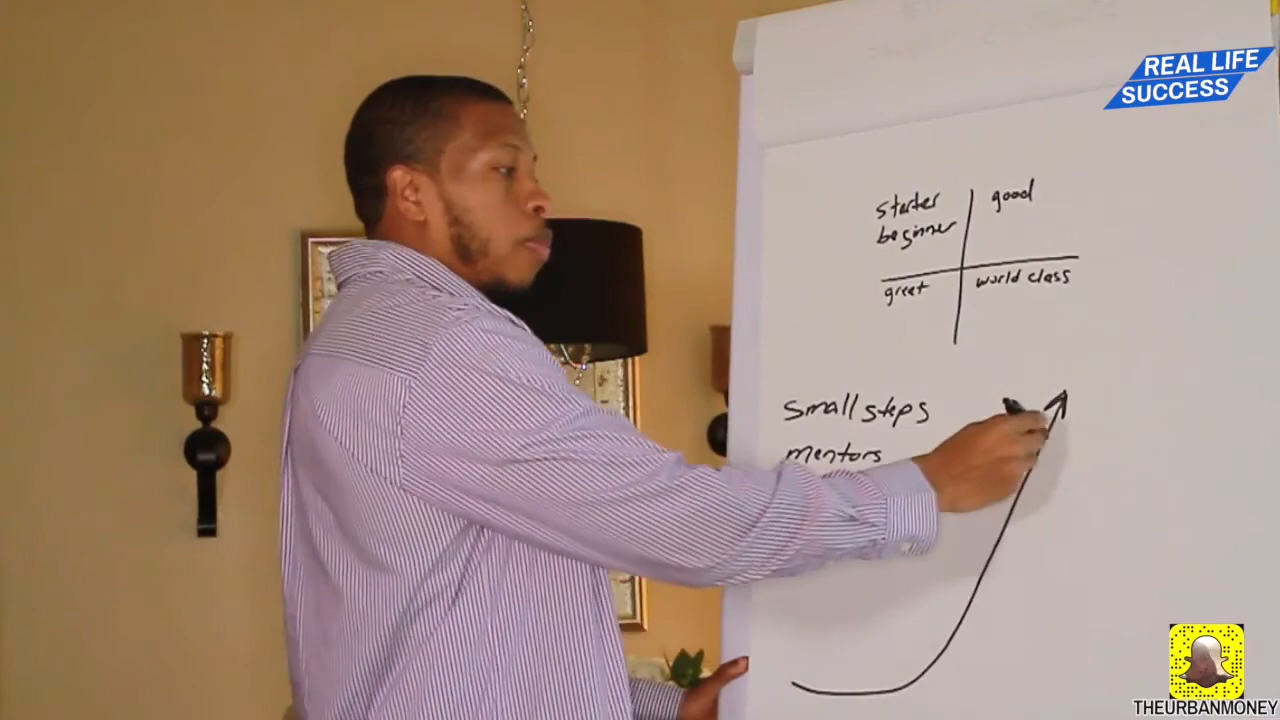 REAL LIFE
SUCCESS
starter
beginner
good
great
world class
small steps
mentors
THEURBANMONEY